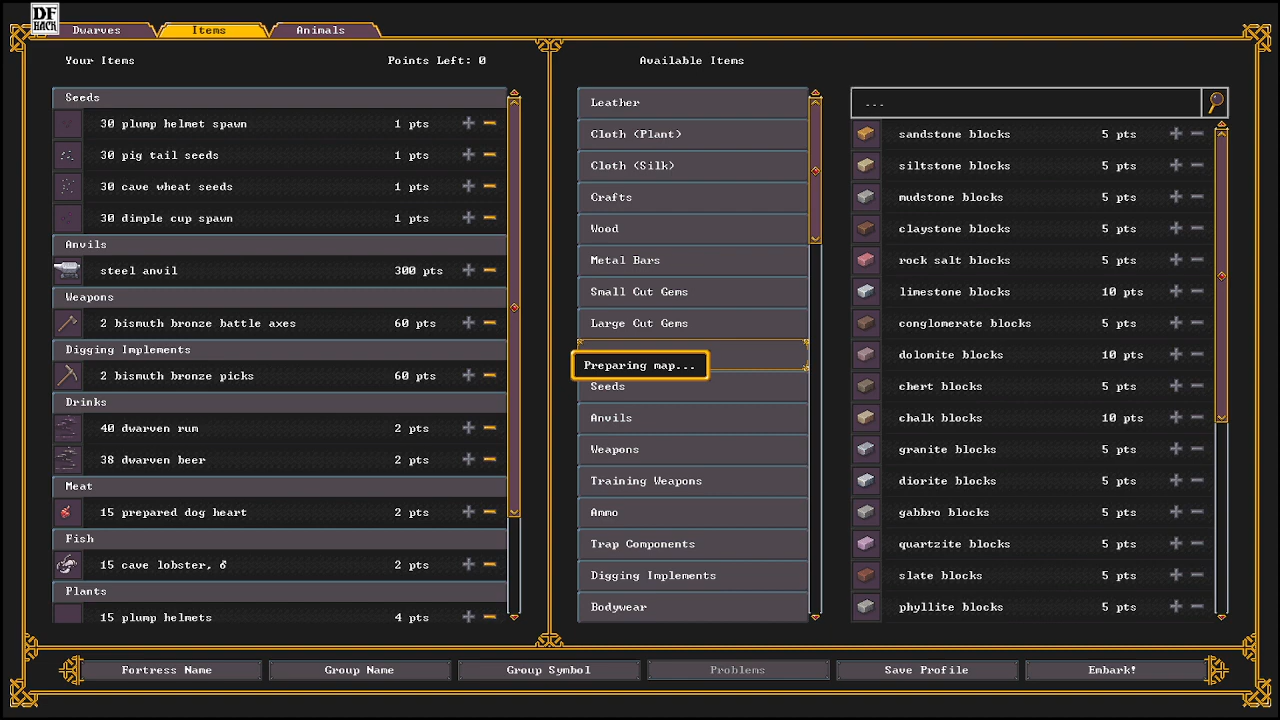 DF
HACK
Dwarves
Items
Animals
Your Items
Points Left: 0
Seeds
30 plump helmet spawn 1 pts
30 pig tail seeds 1 pts
30 cave wheat seeds 1 pts
30 dimple cup spawn 1 pts
Anvils
steel anvil 300 pts
Weapons
2 bismuth bronze battle axes 60 pts
Digging Implements
2 bismuth bronze picks 60 pts
Drinks
40 dwarven rum 2 pts
38 dwarven beer 2 pts
Meat
15 prepared dog heart 2 pts
Fish
15 cave lobster, ♂ 2 pts
Plants
15 plump helmets 4 pts
Available Items
Leather
Cloth (Plant)
Cloth (Silk)
Crafts
Wood
Metal Bars
Small Cut Gems
Large Cut Gems
Preparing map...
Seeds
Anvils
Weapons
Training Weapons
Ammo
Trap Components
Digging Implements
Bodywear
...
sandstone blocks 5 pts
siltstone blocks 5 pts
mudstone blocks 5 pts
claystone blocks 5 pts
rock salt blocks 5 pts
limestone blocks 10 pts
conglomerate blocks 5 pts
dolomite blocks 10 pts
chert blocks 5 pts
chalk blocks 10 pts
granite blocks 5 pts
diorite blocks 5 pts
gabbro blocks 5 pts
quartzite blocks 5 pts
slate blocks 5 pts
phyllite blocks 5 pts
Fortress Name
Group Name
Group Symbol
Problems
Save Profile
Embark!